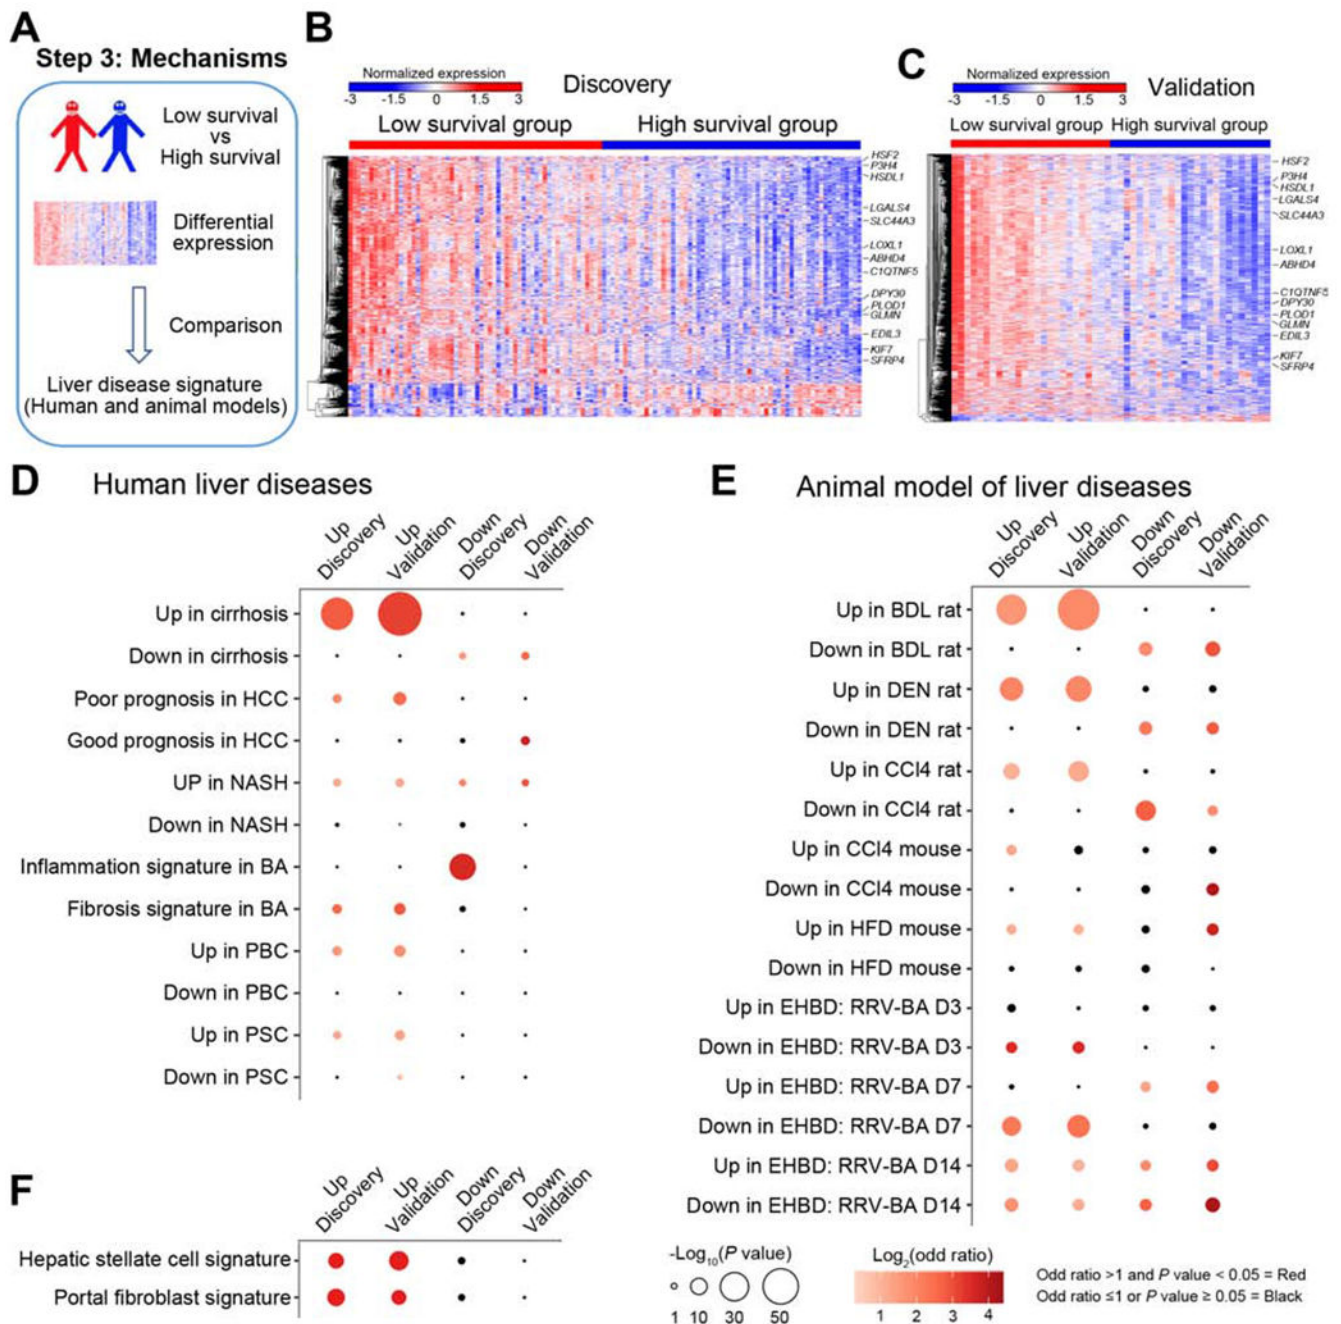 A
Step 3: Mechanisms
Low survival
vs
High survival
Differential
expression
Comparison
Liver disease signature
(Human and animal models)
B
Normalized expression
-3 -1.5 0 1.5 3
Discovery
Low survival group High survival group
HSF2
P3H4
HSDL1
LGALS4
SLC44A3
LOXL1
ABHD4
C1QTNF5
DPY30
PLOD1
GLMN
EDIL3
KIF7
SFRP4
C
Normalized expression
-3 -1.5 0 1.5 3
Validation
Low survival group High survival group
HSF2
P3H4
HSDL1
LGALS4
SLC44A3
LOXL1
ABHD4
C1QTNF5
DPY30
PLOD1
GLMN
EDIL3
KIF7
SFRP4
D
Human liver diseases
Up
Discovery
Up
Validation
Down
Discovery
Down
Validation
Up in cirrhosis
Down in cirrhosis
Poor prognosis in HCC
Good prognosis in HCC
UP in NASH
Down in NASH
Inflammation signature in BA
Fibrosis signature in BA
Up in PBC
Down in PBC
Up in PSC
Down in PSC
E
Animal model of liver diseases
Up
Discovery
Up
Validation
Down
Discovery
Down
Validation
Up in BDL rat
Down in BDL rat
Up in DEN rat
Down in DEN rat
Up in CCl4 rat
Down in CCl4 rat
Up in CCl4 mouse
Down in CCl4 mouse
Up in HFD mouse
Down in HFD mouse
Up in EHBD: RRV-BA D3
Down in EHBD: RRV-BA D3
Up in EHBD: RRV-BA D7
Down in EHBD: RRV-BA D7
Up in EHBD: RRV-BA D14
Down in EHBD: RRV-BA D14
F
Up
Discovery
Up
Validation
Down
Discovery
Down
Validation
Hepatic stellate cell signature
Portal fibroblast signature
-Log10(P value)
1 10 30 50
Log2(odd ratio)
1 2 3 4
Odd ratio >1 and P value < 0.05 = Red
Odd ratio ≤1 or P value ≥ 0.05 = Black